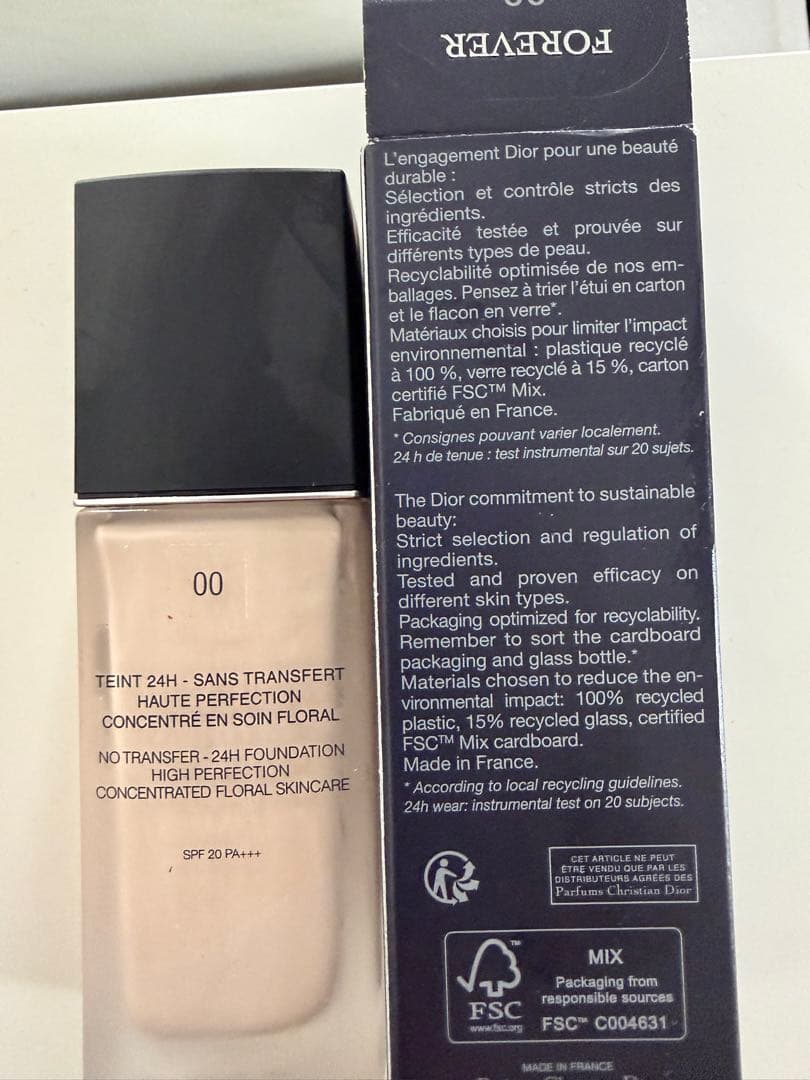 00
TEINT 24H - SANS TRANSFERT
HAUTE PERFECTION
CONCENTRÉ EN SOIN FLORAL
NO TRANSFER - 24H FOUNDATION
HIGH PERFECTION
CONCENTRATED FLORAL SKINCARE
SPF 20 PA+++
00
FOREVER
L'engagement Dior pour une beauté
durable :
Sélection et contrôle stricts des
ingrédients.
Efficacité testée et prouvée sur
différents types de peau.
Recyclabilité optimisée de nos em-
ballages. Pensez à trier l'étui en carton
et le flacon en verre*.
Matériaux choisis pour limiter l'impact
environnemental : plastique recyclé
à 100 %, verre recyclé à 15 %, carton
certifié FSC™ Mix.
Fabriqué en France.
* Consignes pouvant varier localement.
24 h de tenue : test instrumental sur 20 sujets.
The Dior commitment to sustainable
beauty:
Strict selection and regulation of
ingredients.
Tested and proven efficacy on
different skin types.
Packaging optimized for recyclability.
Remember to sort the cardboard
packaging and glass bottle.*
Materials chosen to reduce the en-
vironmental impact: 100% recycled
plastic, 15% recycled glass, certified
FSC™ Mix cardboard.
Made in France.
* According to local recycling guidelines.
24h wear: instrumental test on 20 subjects.
CET ARTICLE NE PEUT
ÊTRE VENDU QUE PAR LES
DISTRIBUTEURS AGRÉÉS DES
Parfums Christian Dior
FSC
www.fsc.org
MIX
Packaging from
responsible sources
FSC™ C004631
MADE IN FRANCE